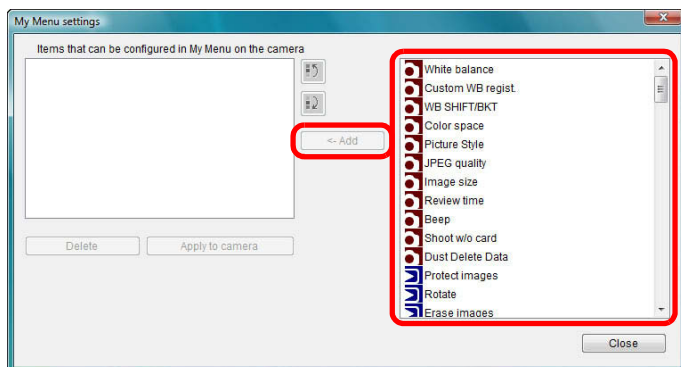 My Menu settings
Items that can be configured in My Menu on the camera
<- Add
Delete
Apply to camera
White balance
Custom WB regist.
WB SHIFT/BKT
Color space
Picture Style
JPEG quality
Image size
Review time
Beep
Shoot w/o card
Dust Delete Data
Protect images
Rotate
Erase images
Close